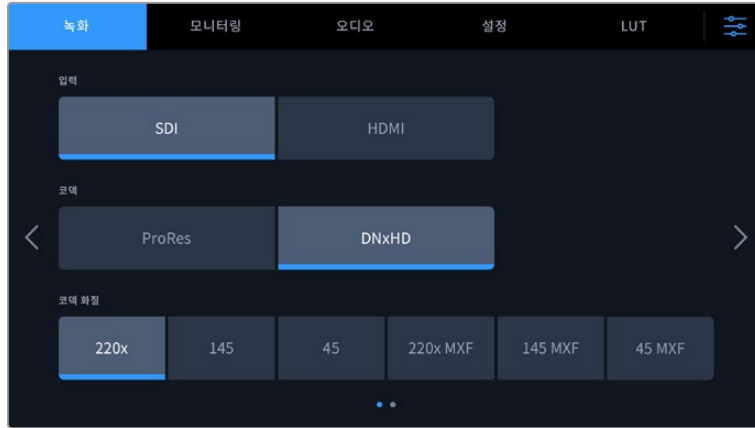 녹화 모니터링 오디오 설정 LUT
입력
SDI HDMI
코덱
ProRes DNxHD
코덱 화질
220x 145 45 220x MXF 145 MXF 45 MXF